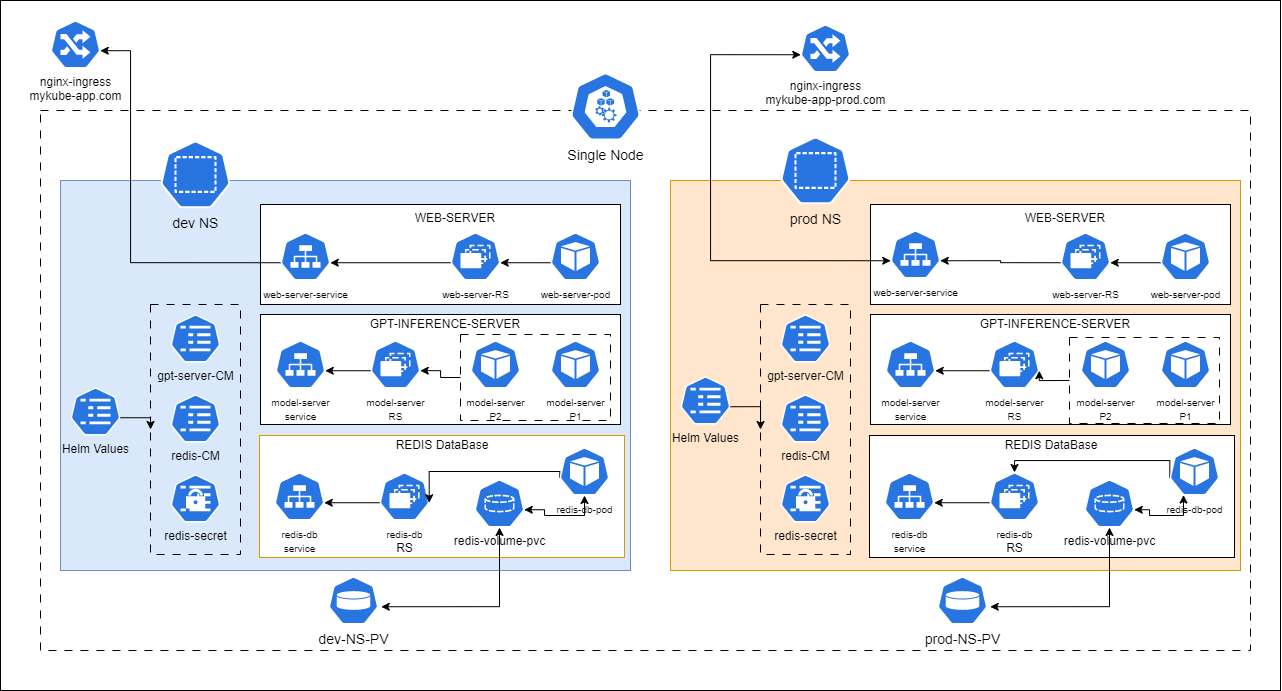 nginx-ingress
mykube-app.com
nginx-ingress
mykube-app-prod.com
Single Node
dev NS
WEB-SERVER
web-server-service
web-server-RS
web-server-pod
GPT-INFERENCE-SERVER
model-server
service
model-server
RS
model-server
P2
model-server
P1
gpt-server-CM
redis-CM
redis-secret
Helm Values
REDIS DataBase
redis-db
service
redis-db
RS
redis-volume-pvc
redis-db-pod
dev-NS-PV
prod NS
WEB-SERVER
web-server-service
web-server-RS
web-server-pod
GPT-INFERENCE-SERVER
model-server
service
model-server
RS
model-server
P2
model-server
P1
gpt-server-CM
redis-CM
redis-secret
Helm Values
REDIS DataBase
redis-db
service
redis-db
RS
redis-volume-pvc
redis-db-pod
prod-NS-PV